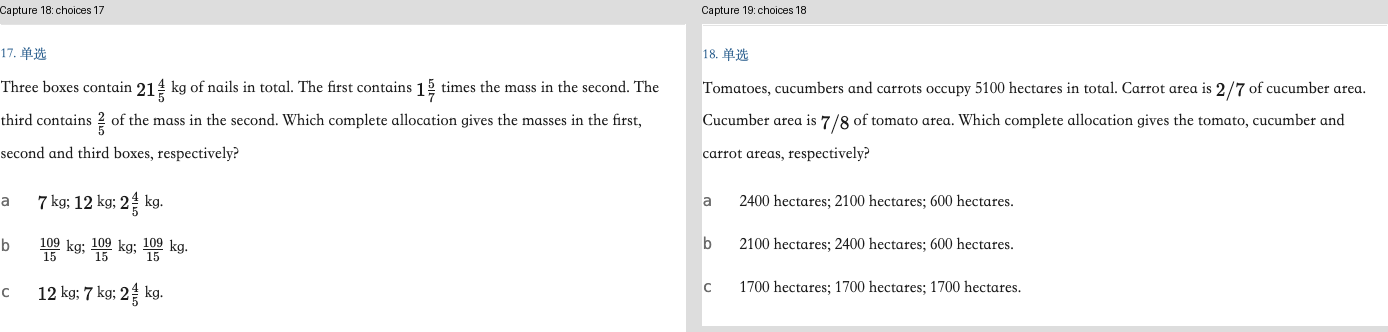 Capture 18: choices 17
17. 单选
Three boxes contain 21 4/5 kg of nails in total. The first contains 1 5/7 times the mass in the second. The
third contains 2/5 of the mass in the second. Which complete allocation gives the masses in the first,
second and third boxes, respectively?
a 7 kg; 12 kg; 2 4/5 kg.
b 109/15 kg; 109/15 kg; 109/15 kg.
c 12 kg; 7 kg; 2 4/5 kg.
Capture 19: choices 18
18. 单选
Tomatoes, cucumbers and carrots occupy 5100 hectares in total. Carrot area is 2/7 of cucumber area.
Cucumber area is 7/8 of tomato area. Which complete allocation gives the tomato, cucumber and
carrot areas, respectively?
a 2400 hectares; 2100 hectares; 600 hectares.
b 2100 hectares; 2400 hectares; 600 hectares.
c 1700 hectares; 1700 hectares; 1700 hectares.